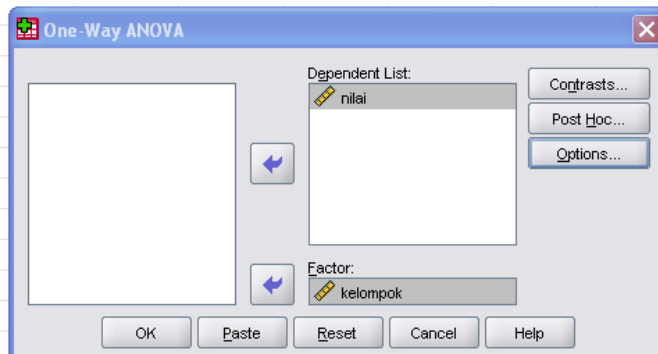 One-Way ANOVA
Dependent List:
nilai
Contrasts...
Post Hoc...
Options...
Factor:
kelompok
OK
Paste
Reset
Cancel
Help